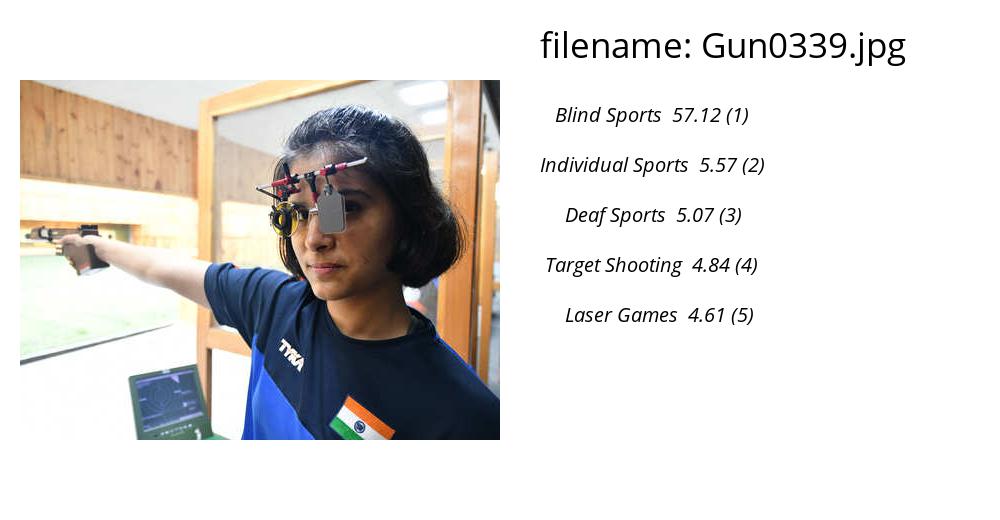 filename: Gun0339.jpg
Blind Sports 57.12 (1)
Individual Sports 5.57 (2)
Deaf Sports 5.07 (3)
Target Shooting 4.84 (4)
Laser Games 4.61 (5)
TYKA